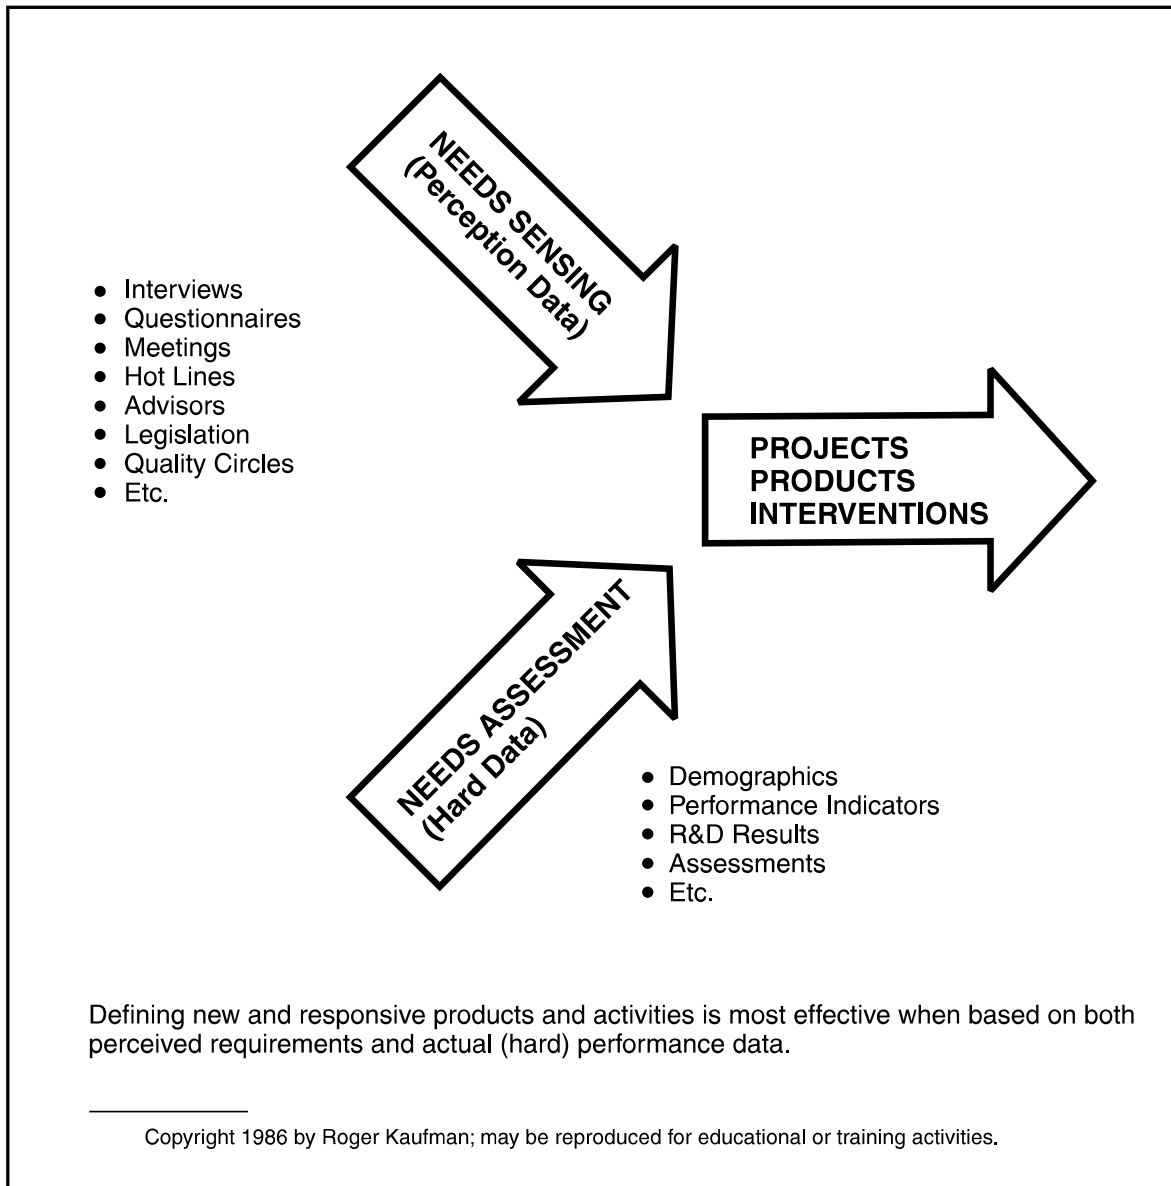 NEEDS SENSING
(Perception Data)
• Interviews
• Questionnaires
• Meetings
• Hot Lines
• Advisors
• Legislation
• Quality Circles
• Etc.
PROJECTS
PRODUCTS
INTERVENTIONS
NEEDS ASSESSMENT
(Hard Data)
• Demographics
• Performance Indicators
• R&D Results
• Assessments
• Etc.
Defining new and responsive products and activities is most effective when based on both
perceived requirements and actual (hard) performance data.
Copyright 1986 by Roger Kaufman; may be reproduced for educational or training activities.